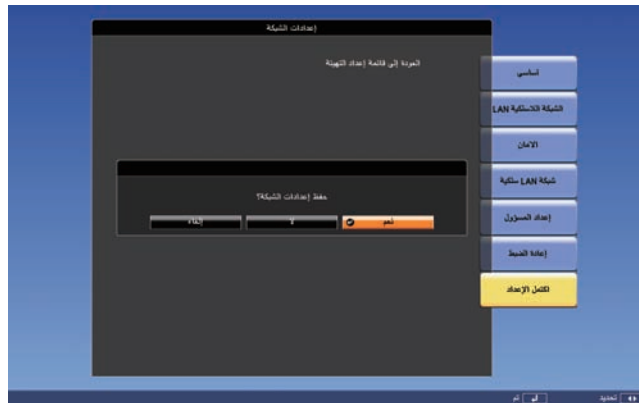 إعدادات الشبكة
العودة إلى قائمة إعداد التهيئة
أساسي
الشبكة اللاسلكية LAN
الأمان
شبكة LAN سلكية
إعداد المسؤول
إعادة الضبط
اكتمل الإعداد
حفظ إعدادات الشبكة؟
نعم
لا
إلغاء
تحديد
تم